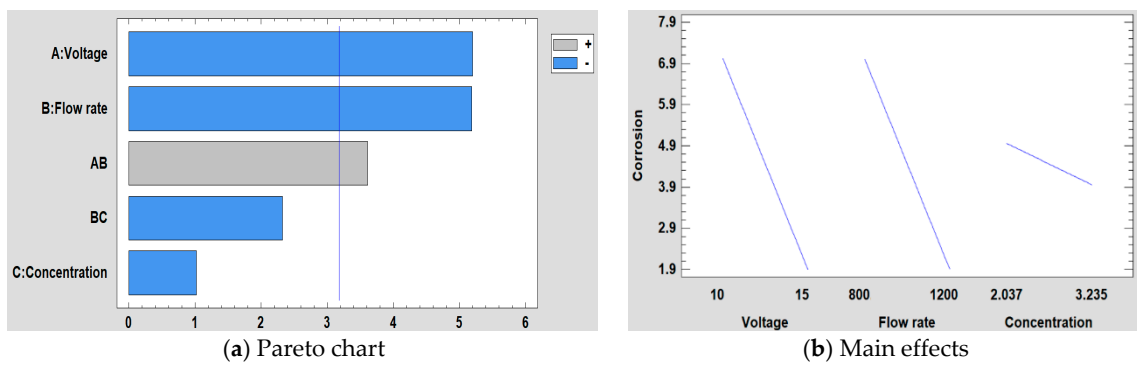 A:Voltage
B:Flow rate
AB
BC
C:Concentration
0 1 2 3 4 5 6
+
-
(a) Pareto chart
Corrosion
7.9
6.9
5.9
4.9
3.9
2.9
1.9
10 15 800 1200 2.037 3.235
Voltage Flow rate Concentration
(b) Main effects